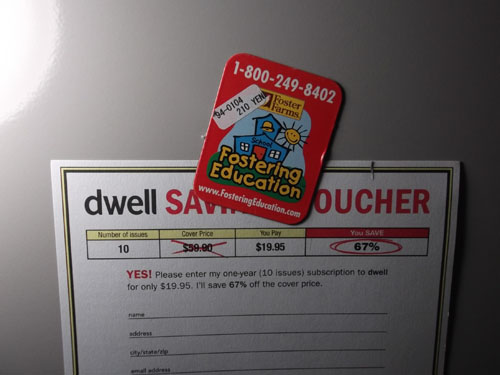 1-800-249-8402
Foster
Farms
94-0104
210 YEN
School
Fostering
Education
www.FosteringEducation.com
dwell SAV OUCHER
Number of issues Cover Price You Pay You SAVE
10 $59.90 $19.95 67%
YES! Please enter my one-year (10 issues) subscription to dwell
for only $19.95. I'll save 67% off the cover price.
name
address
city/state/zip
email address